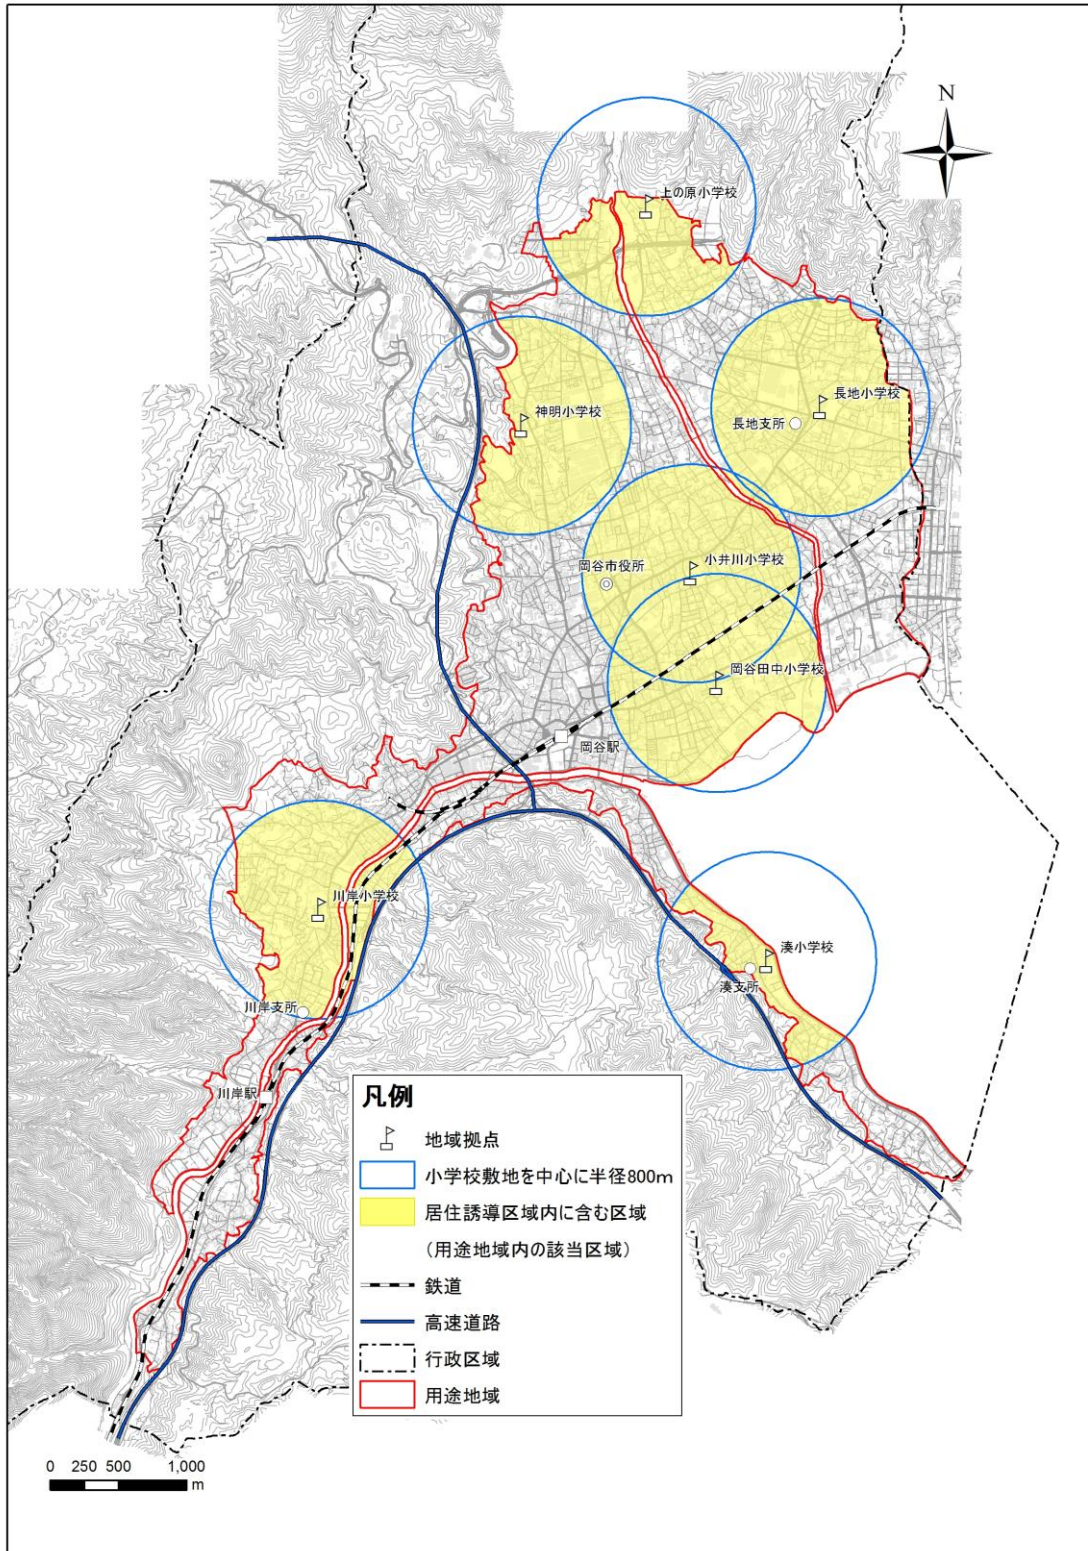 N
上の原小学校
長地小学校
神明小学校
長地支所
小井川小学校
岡谷市役所
岡谷田中小学校
岡谷駅
川岸小学校
湊小学校
湊支所
川岸支所
川岸駅
凡例
地域拠点
小学校敷地を中心に半径800m
居住誘導区域内に含む区域
（用途地域内の該当区域）
鉄道
高速道路
行政区域
用途地域
0 250 500 1,000
m